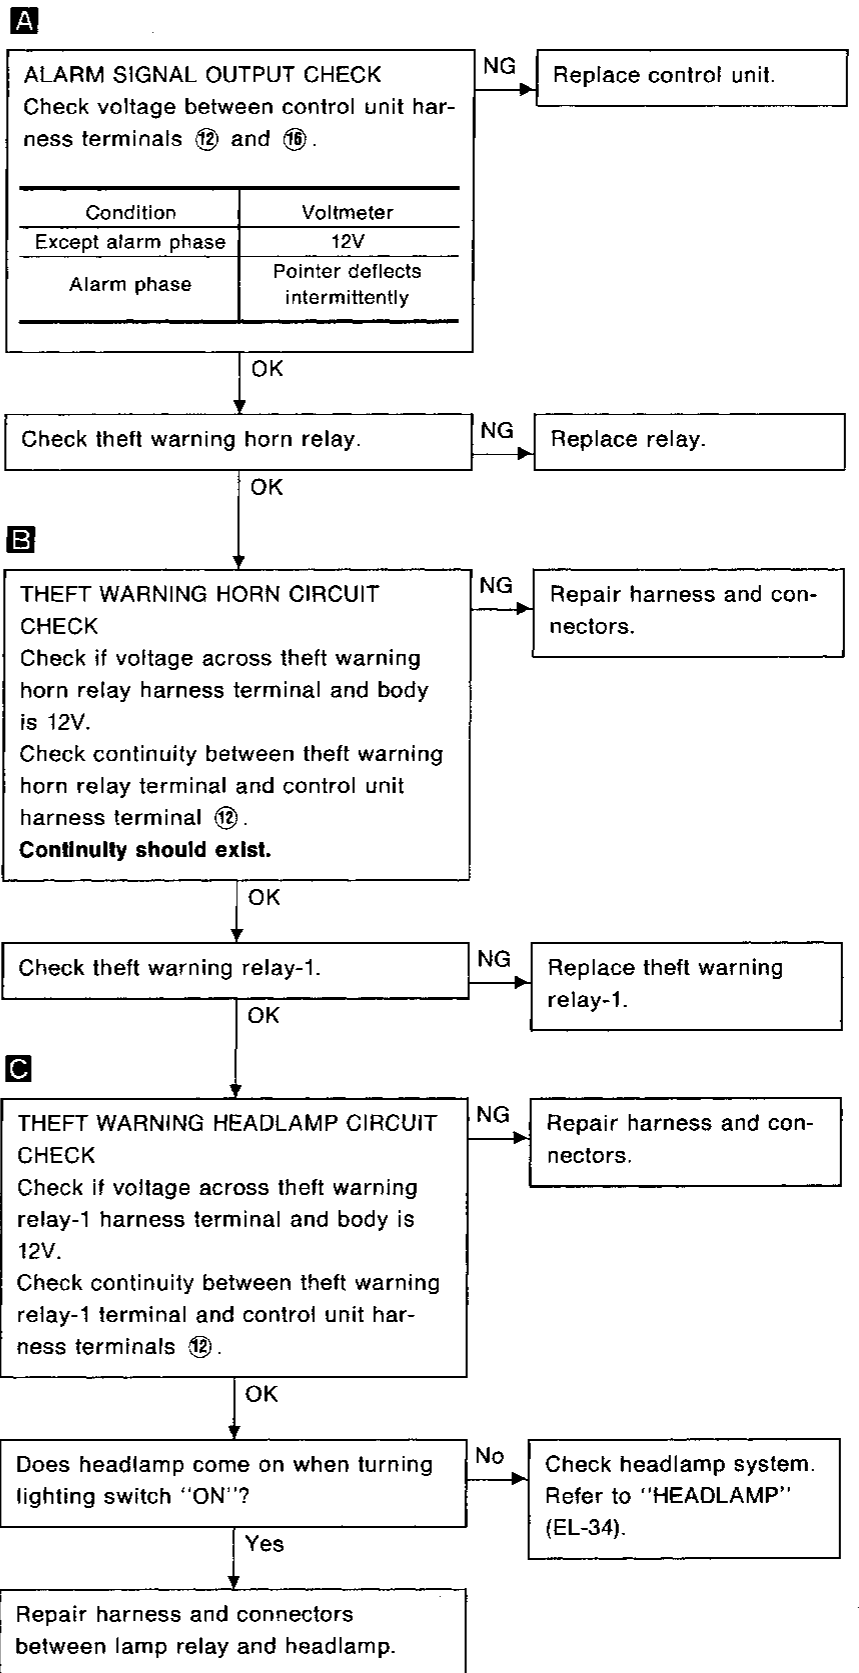 A
ALARM SIGNAL OUTPUT CHECK
Check voltage between control unit har-
ness terminals ⑫ and ⑯.
Condition Voltmeter
Except alarm phase 12V
Alarm phase Pointer deflects
intermittently
NG
Replace control unit.
OK
Check theft warning horn relay.
NG
Replace relay.
OK
B
THEFT WARNING HORN CIRCUIT
CHECK
Check if voltage across theft warning
horn relay harness terminal and body
is 12V.
Check continuity between theft warning
horn relay terminal and control unit
harness terminal ⑫.
Continuity should exist.
NG
Repair harness and con-
nectors.
OK
Check theft warning relay-1.
NG
Replace theft warning
relay-1.
OK
C
THEFT WARNING HEADLAMP CIRCUIT
CHECK
Check if voltage across theft warning
relay-1 harness terminal and body is
12V.
Check continuity between theft warning
relay-1 terminal and control unit har-
ness terminals ⑫.
NG
Repair harness and con-
nectors.
OK
Does headlamp come on when turning
lighting switch "ON"?
No
Check headlamp system.
Refer to "HEADLAMP"
(EL-34).
Yes
Repair harness and connectors
between lamp relay and headlamp.